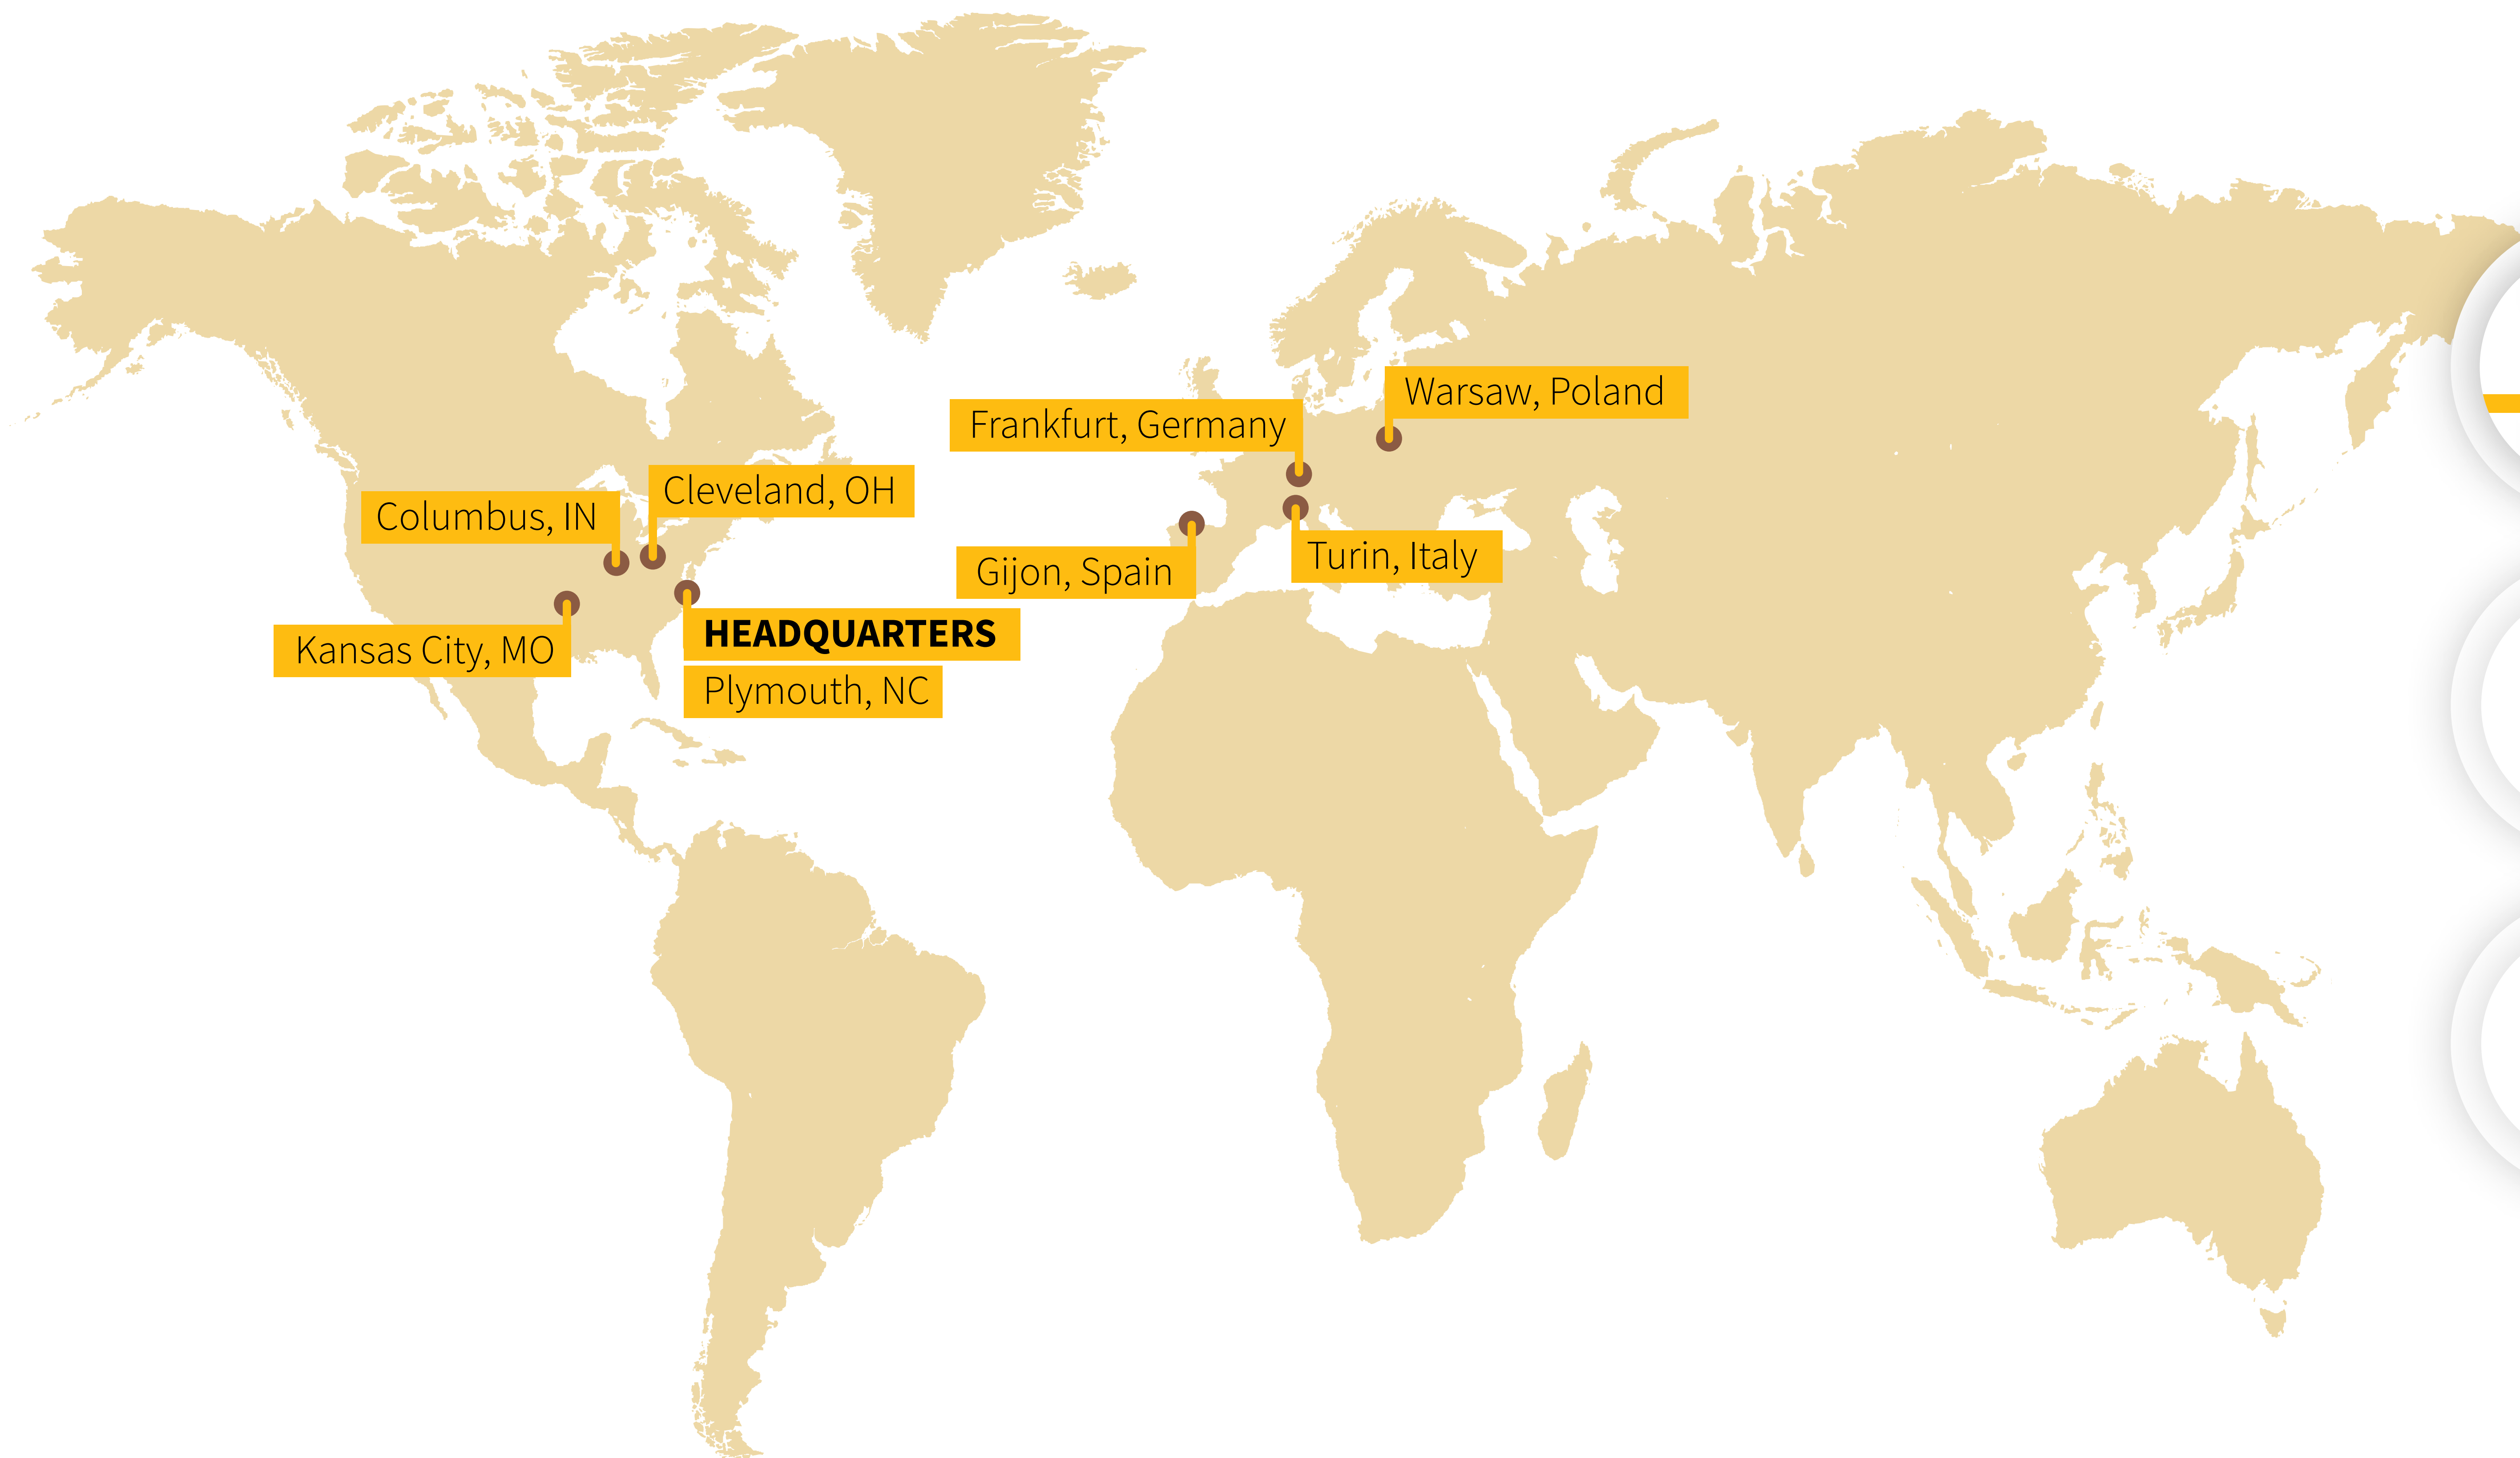 Warsaw, Poland
Frankfurt, Germany
Cleveland, OH
Columbus, IN
Turin, Italy
Gijon, Spain
HEADQUARTERS
Plymouth, NC
Kansas City, MO